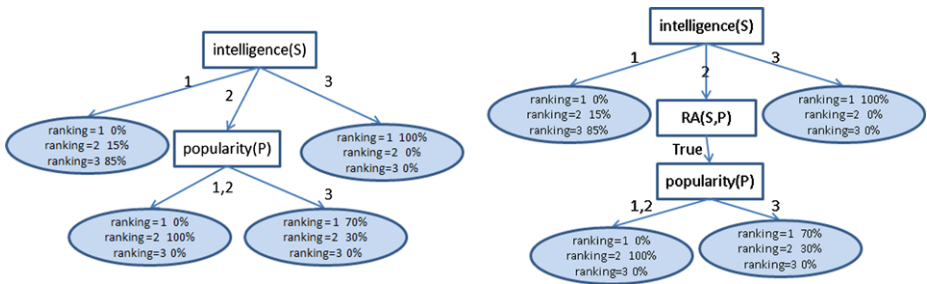 intelligence(S)
1
2
3
ranking=1 0%
ranking=2 15%
ranking=3 85%
popularity(P)
ranking=1 100%
ranking=2 0%
ranking=3 0%
1,2
3
ranking=1 0%
ranking=2 100%
ranking=3 0%
ranking=1 70%
ranking=2 30%
ranking=3 0%
intelligence(S)
1
2
3
ranking=1 0%
ranking=2 15%
ranking=3 85%
RA(S,P)
ranking=1 100%
ranking=2 0%
ranking=3 0%
True
popularity(P)
1,2
3
ranking=1 0%
ranking=2 100%
ranking=3 0%
ranking=1 70%
ranking=2 30%
ranking=3 0%